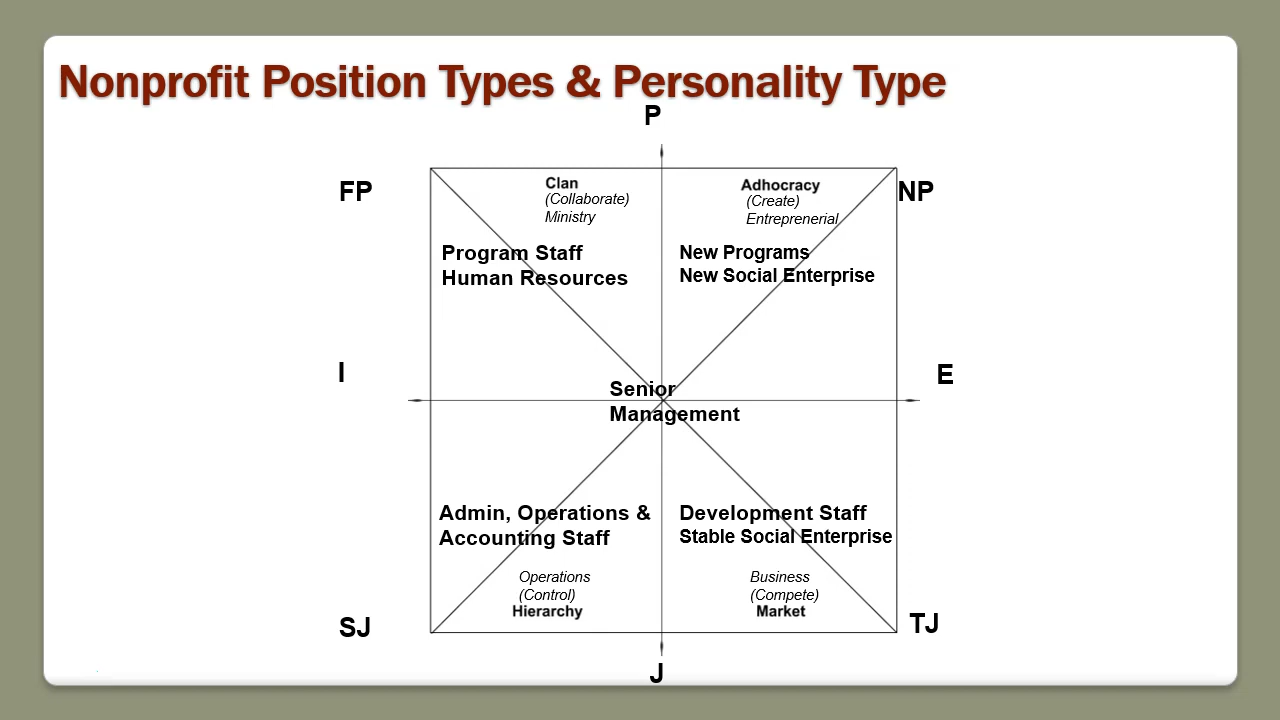 Nonprofit Position Types & Personality Type
P
FP
Clan
(Collaborate)
Ministry
Adhocracy
(Create)
Entreprenerial
NP
Program Staff
Human Resources
New Programs
New Social Enterprise
I
E
Senior
Management
Admin, Operations &
Accounting Staff
Development Staff
Stable Social Enterprise
Operations
(Control)
Hierarchy
Business
(Compete)
Market
SJ
TJ
J